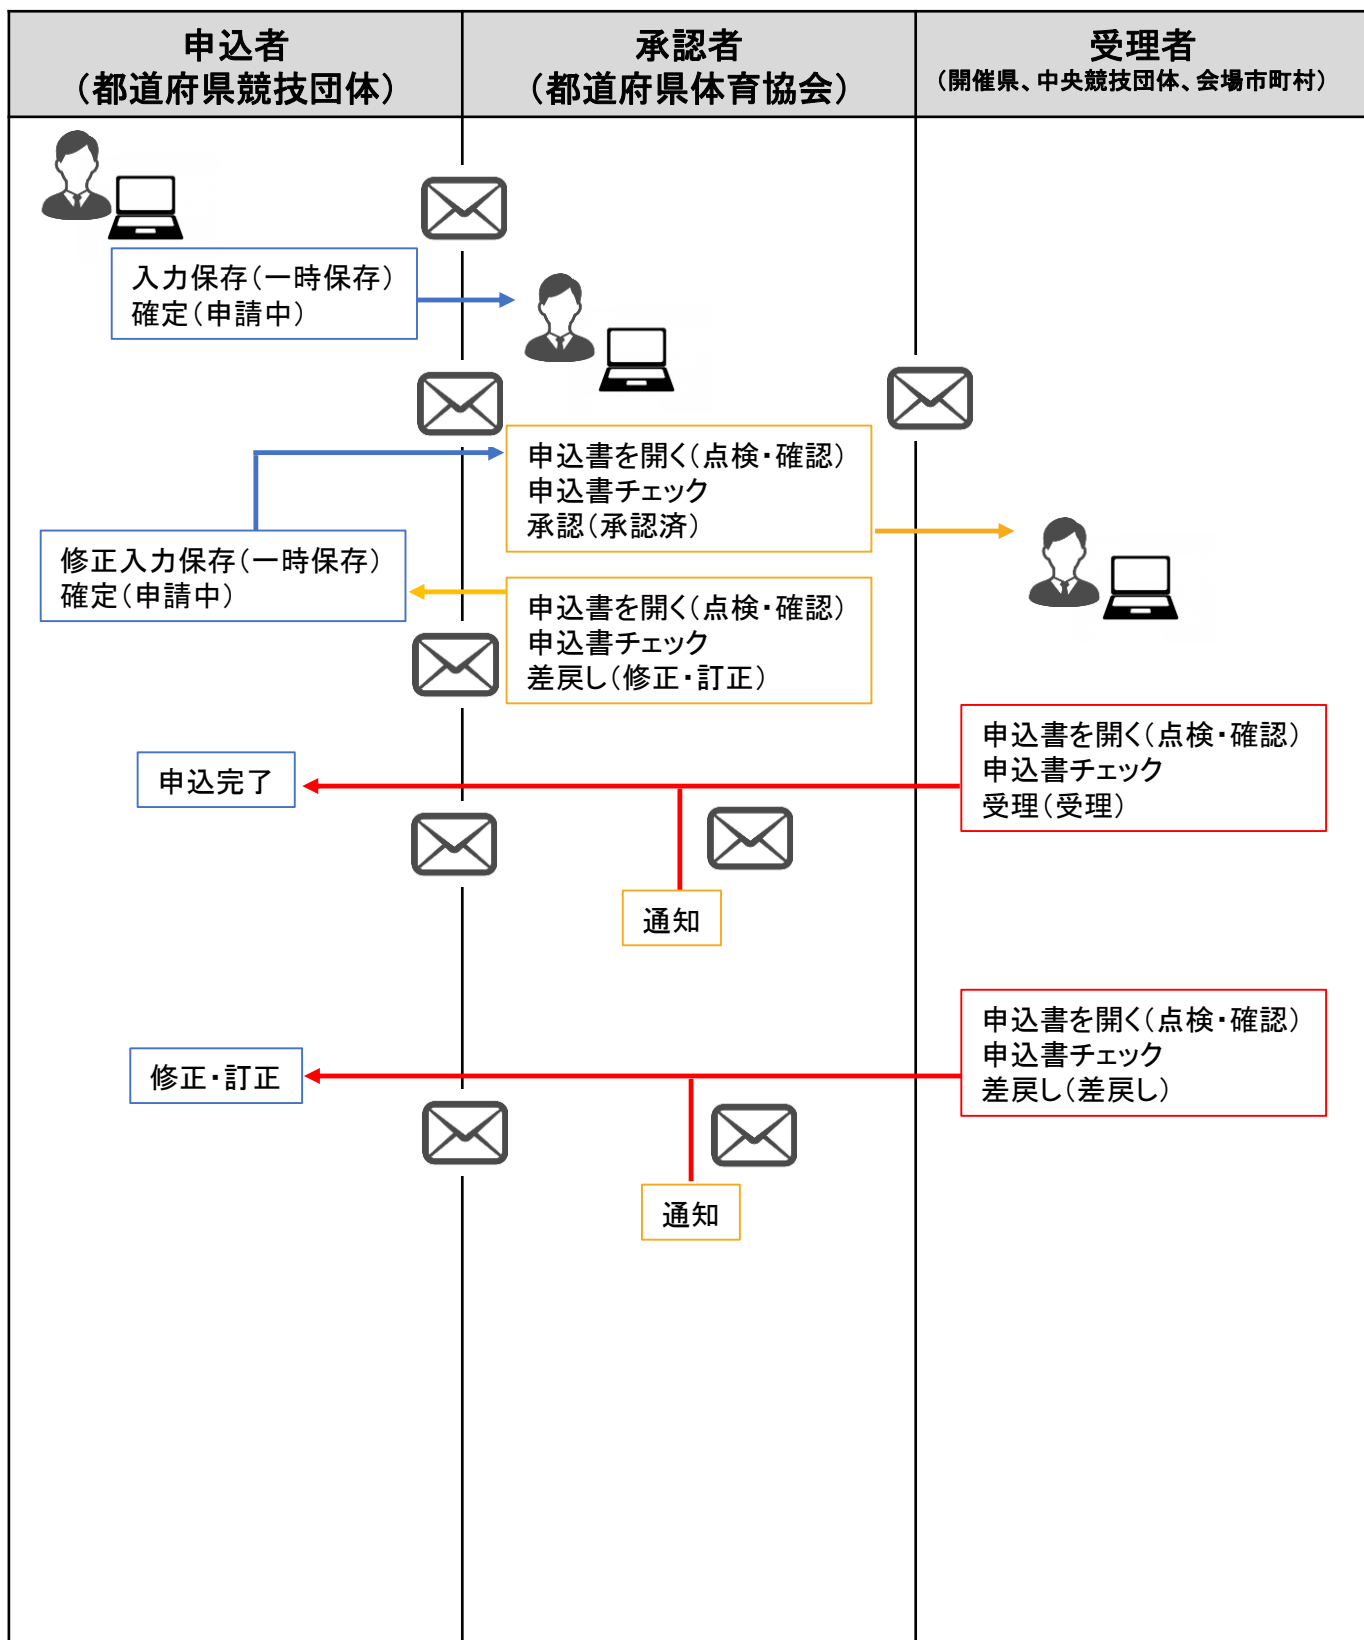 申込者
（都道府県競技団体）
承認者
（都道府県体育協会）
受理者
（開催県、中央競技団体、会場市町村）
入力保存（一時保存）
確定（申請中）
申込書を開く（点検・確認）
申込書チェック
承認（承認済）
修正入力保存（一時保存）
確定（申請中）
申込書を開く（点検・確認）
申込書チェック
差戻し（修正・訂正）
申込書を開く（点検・確認）
申込書チェック
受理（受理）
申込完了
通知
申込書を開く（点検・確認）
申込書チェック
差戻し（差戻し）
修正・訂正
通知